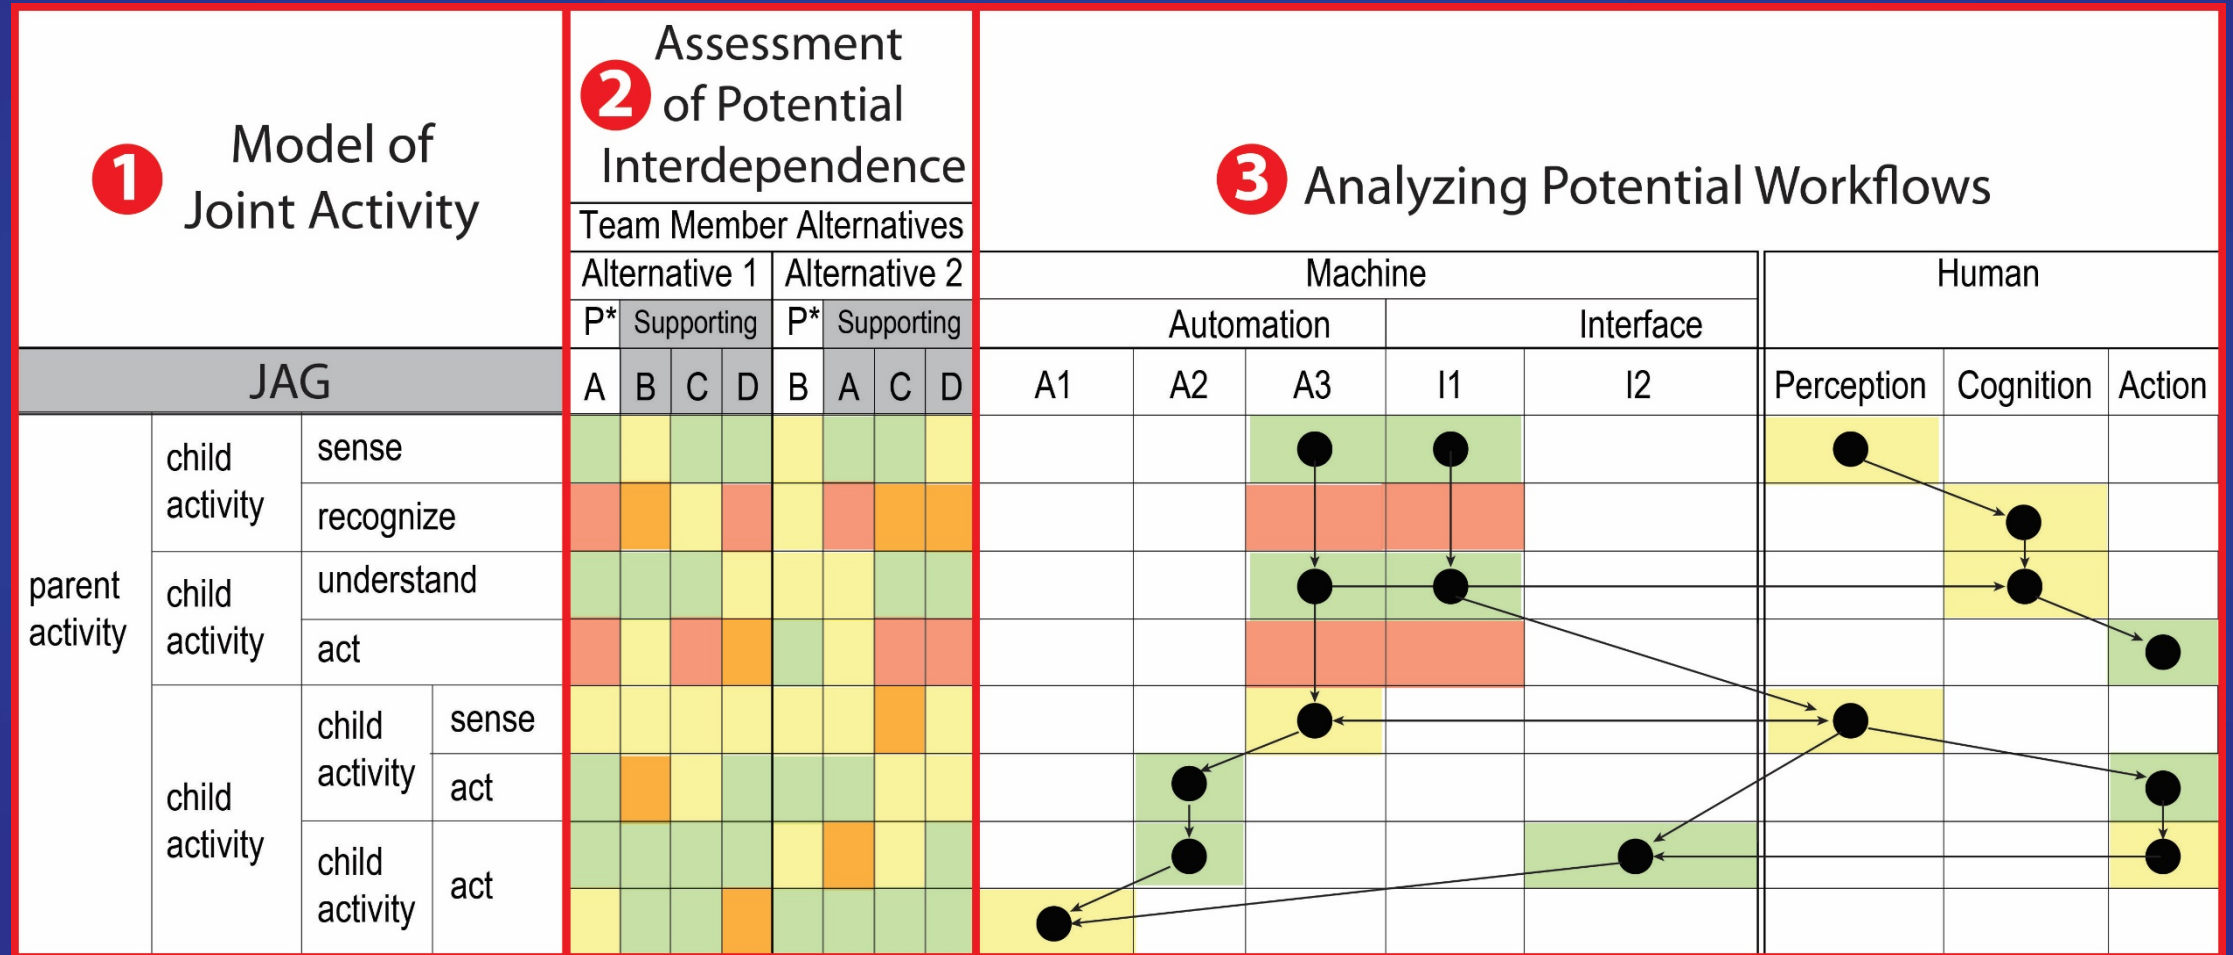 1
Model of
Joint Activity
2
Assessment
of Potential
Interdependence
3
Analyzing Potential Workflows
Team Member Alternatives
Alternative 1
Alternative 2
Machine
Human
P*
Supporting
P*
Supporting
Automation
Interface
JAG
A
B
C
D
B
A
C
D
A1
A2
A3
I1
I2
Perception
Cognition
Action
parent
activity
child
activity
sense
recognize
child
activity
understand
act
child
activity
child
activity
sense
act
child
activity
act